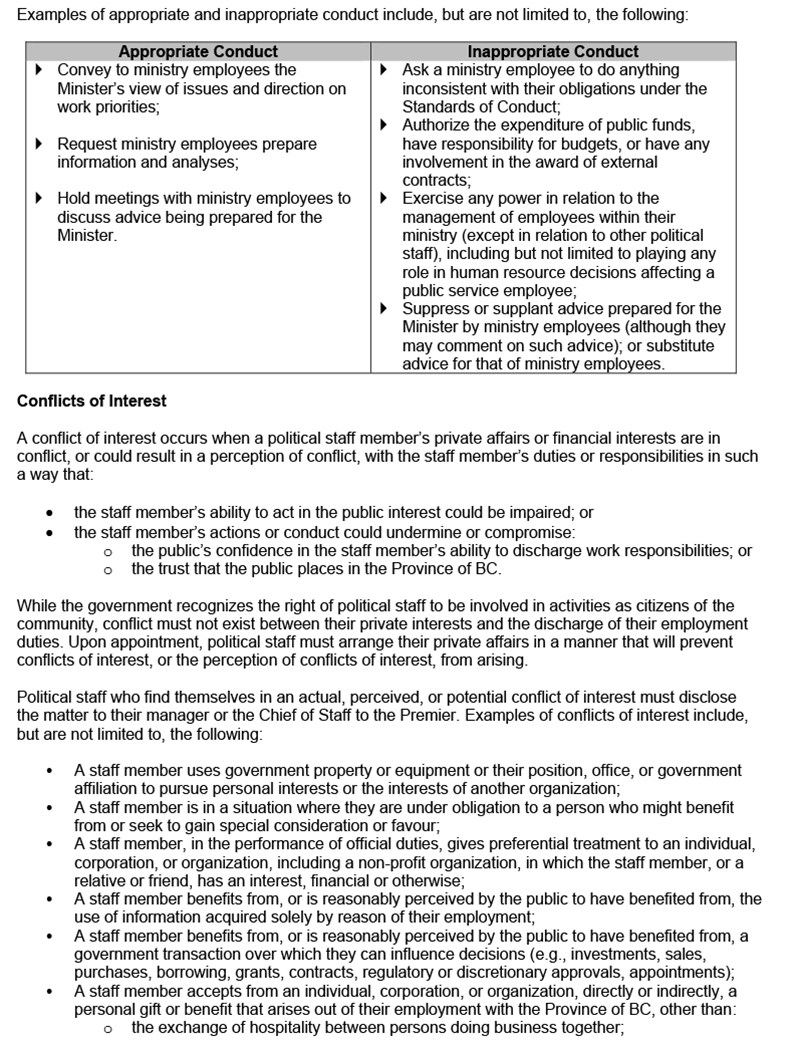 Examples of appropriate and inappropriate conduct include, but are not limited to, the following:
Appropriate Conduct
Convey to ministry employees the
Minister's view of issues and direction on
work priorities;
Request ministry employees prepare
information and analyses;
Hold meetings with ministry employees to
discuss advice being prepared for the
Minister.
Inappropriate Conduct
Ask a ministry employee to do anything
inconsistent with their obligations under the
Standards of Conduct;
Authorize the expenditure of public funds,
have responsibility for budgets, or have any
involvement in the award of external
contracts;
Exercise any power in relation to the
management of employees within their
ministry (except in relation to other political
staff), including but not limited to playing any
role in human resource decisions affecting a
public service employee;
Suppress or supplant advice prepared for the
Minister by ministry employees (although they
may comment on such advice); or substitute
advice for that of ministry employees.
Conflicts of Interest
A conflict of interest occurs when a political staff member's private affairs or financial interests are in
conflict, or could result in a perception of conflict, with the staff member's duties or responsibilities in such
a way that:
• the staff member's ability to act in the public interest could be impaired; or
• the staff member's actions or conduct could undermine or compromise:
o the public's confidence in the staff member's ability to discharge work responsibilities; or
o the trust that the public places in the Province of BC.
While the government recognizes the right of political staff to be involved in activities as citizens of the
community, conflict must not exist between their private interests and the discharge of their employment
duties. Upon appointment, political staff must arrange their private affairs in a manner that will prevent
conflicts of interest, or the perception of conflicts of interest, from arising.
Political staff who find themselves in an actual, perceived, or potential conflict of interest must disclose
the matter to their manager or the Chief of Staff to the Premier. Examples of conflicts of interest include,
but are not limited to, the following:
• A staff member uses government property or equipment or their position, office, or government
affiliation to pursue personal interests or the interests of another organization;
• A staff member is in a situation where they are under obligation to a person who might benefit
from or seek to gain special consideration or favour;
• A staff member, in the performance of official duties, gives preferential treatment to an individual,
corporation, or organization, including a non-profit organization, in which the staff member, or a
relative or friend, has an interest, financial or otherwise;
• A staff member benefits from, or is reasonably perceived by the public to have benefited from, the
use of information acquired solely by reason of their employment;
• A staff member benefits from, or is reasonably perceived by the public to have benefited from, a
government transaction over which they can influence decisions (e.g., investments, sales,
purchases, borrowing, grants, contracts, regulatory or discretionary approvals, appointments);
• A staff member accepts from an individual, corporation, or organization, directly or indirectly, a
personal gift or benefit that arises out of their employment with the Province of BC, other than:
o the exchange of hospitality between persons doing business together;